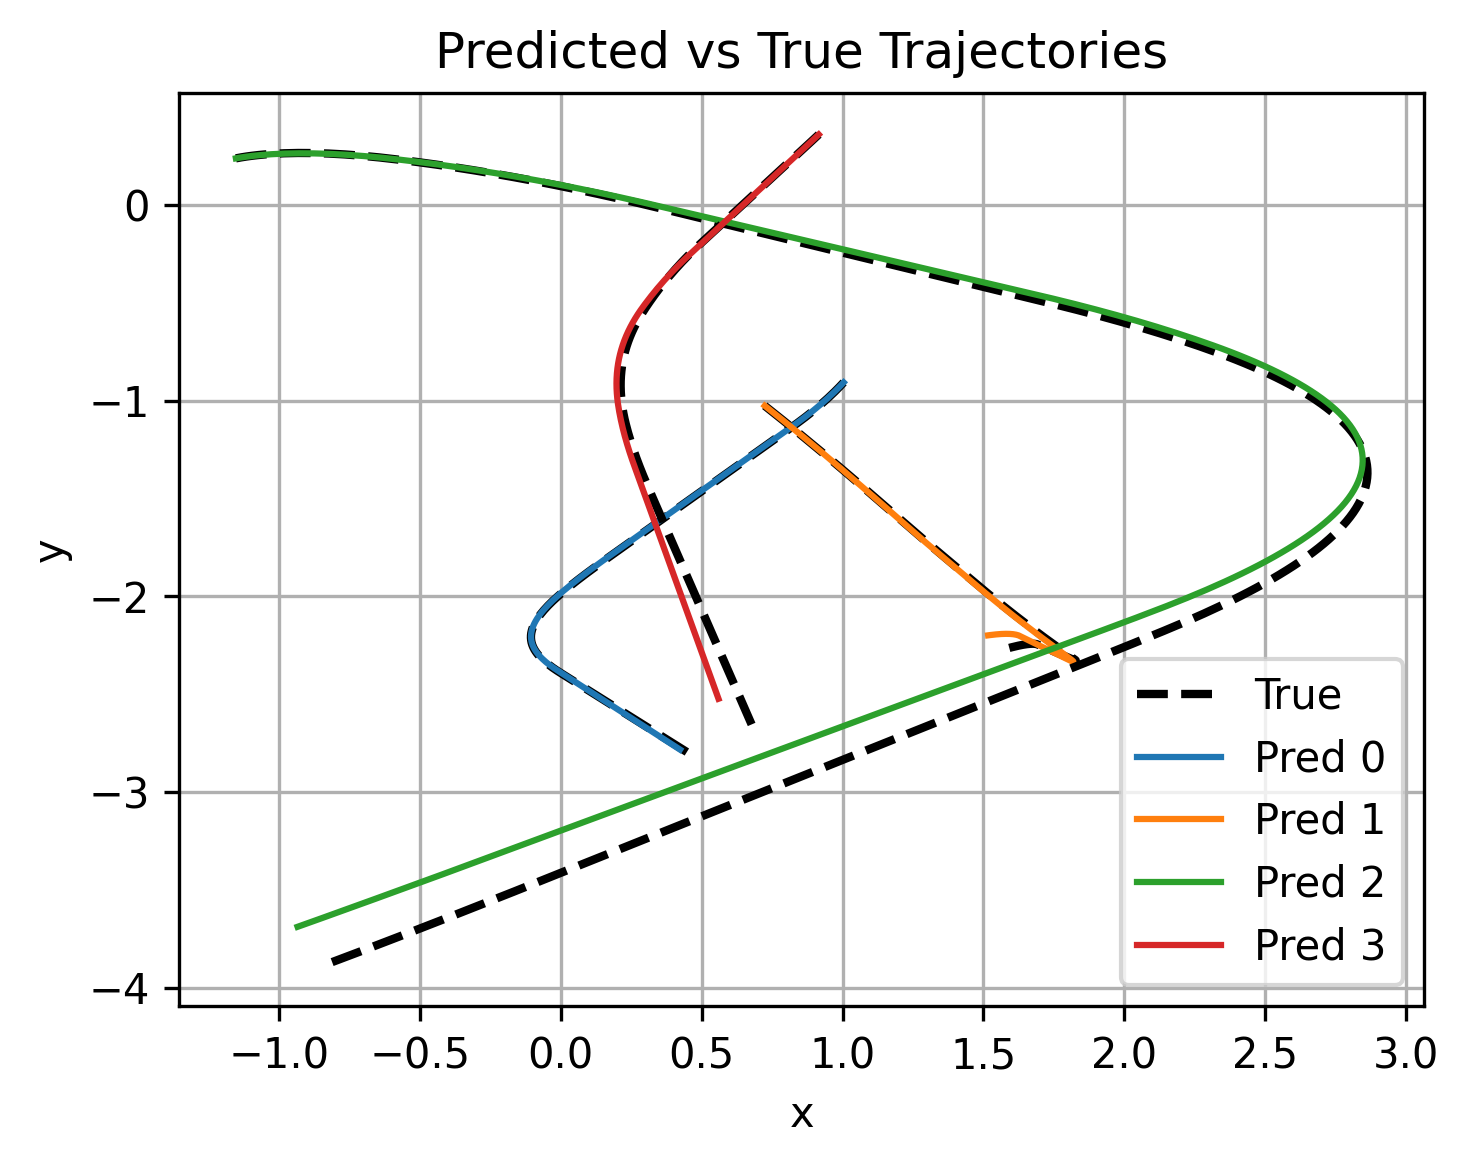 Predicted vs True Trajectories
0
−1
−2
−3
−4
y
−1.0 −0.5 0.0 0.5 1.0 1.5 2.0 2.5 3.0
x
True
Pred 0
Pred 1
Pred 2
Pred 3